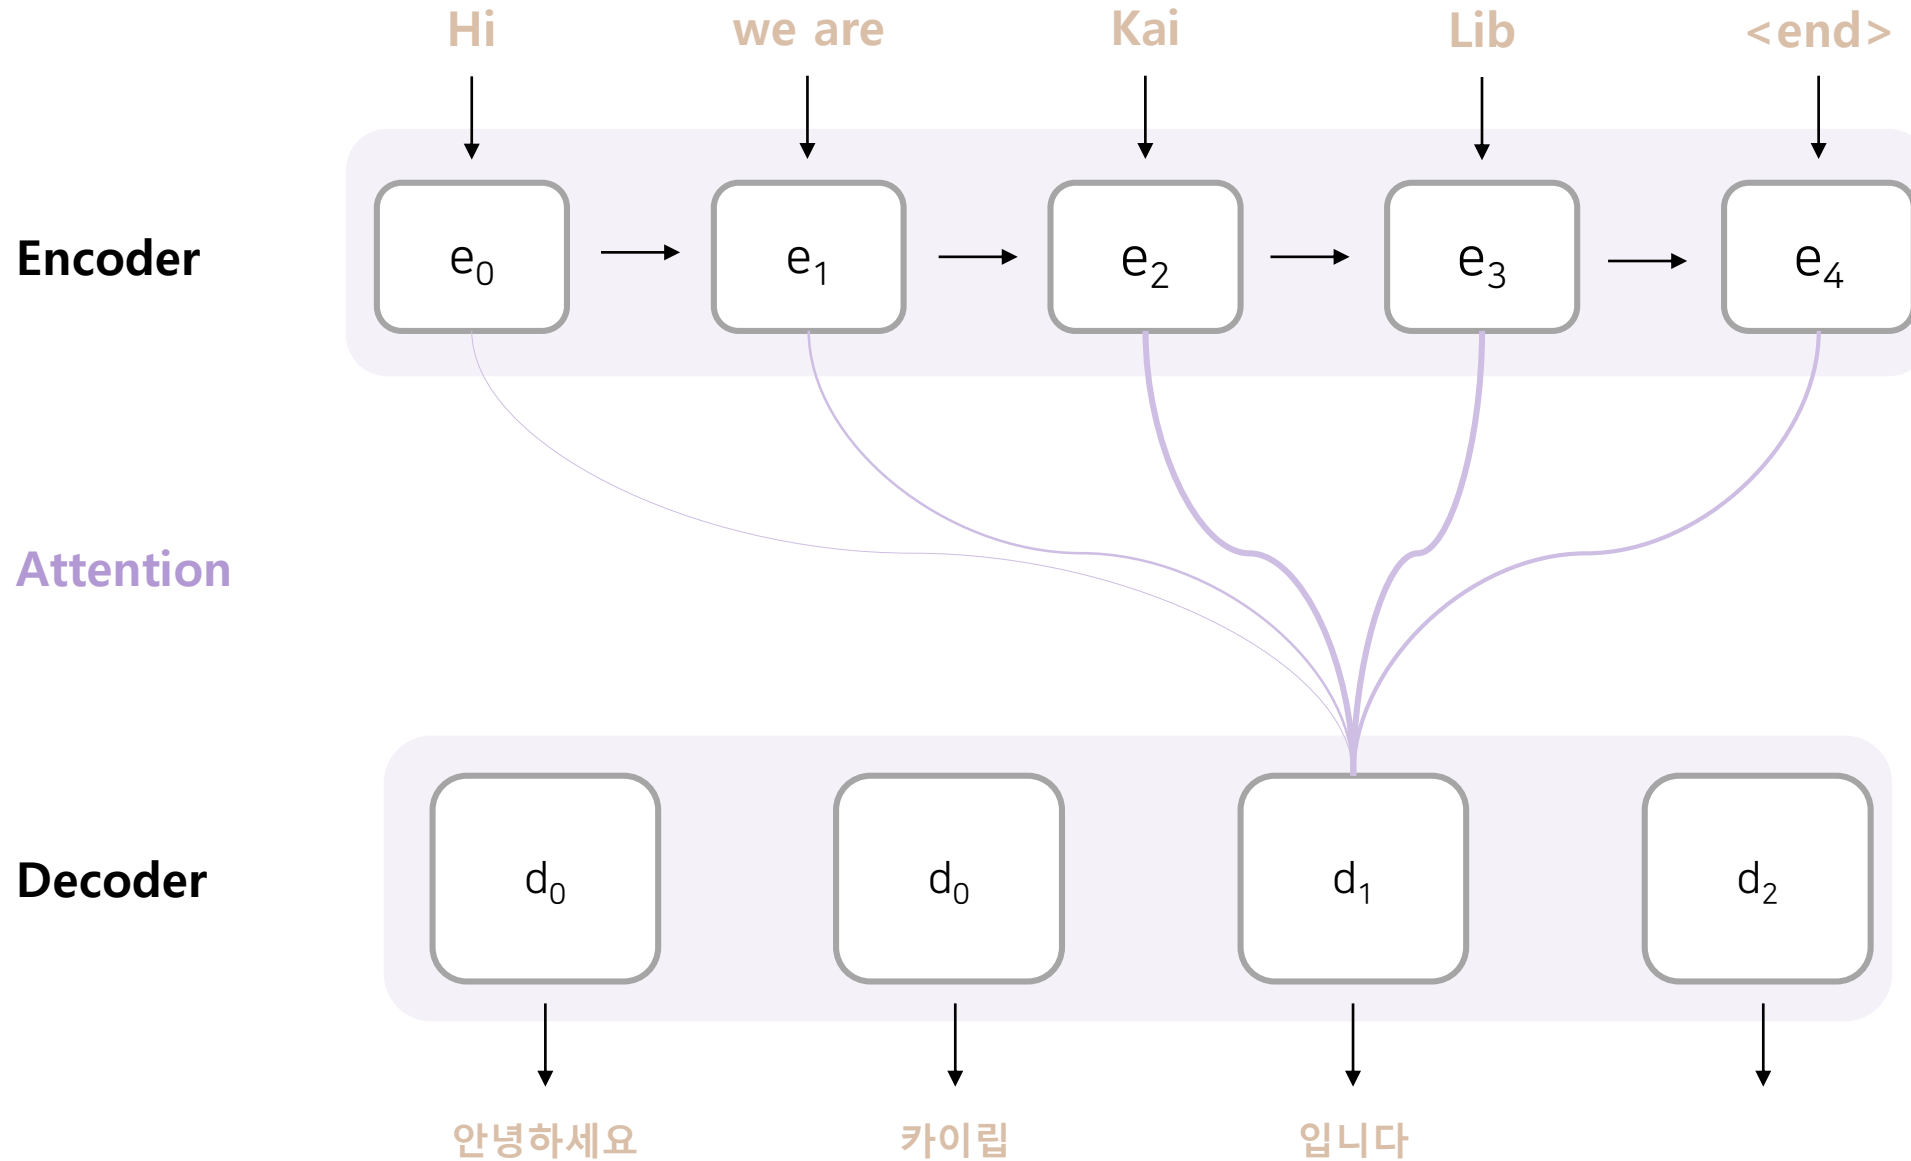 Hi we are Kai Lib <end>
Encoder e0 e1 e2 e3 e4
Attention
Decoder d0 d0 d1 d2
안녕하세요 카이립 입니다